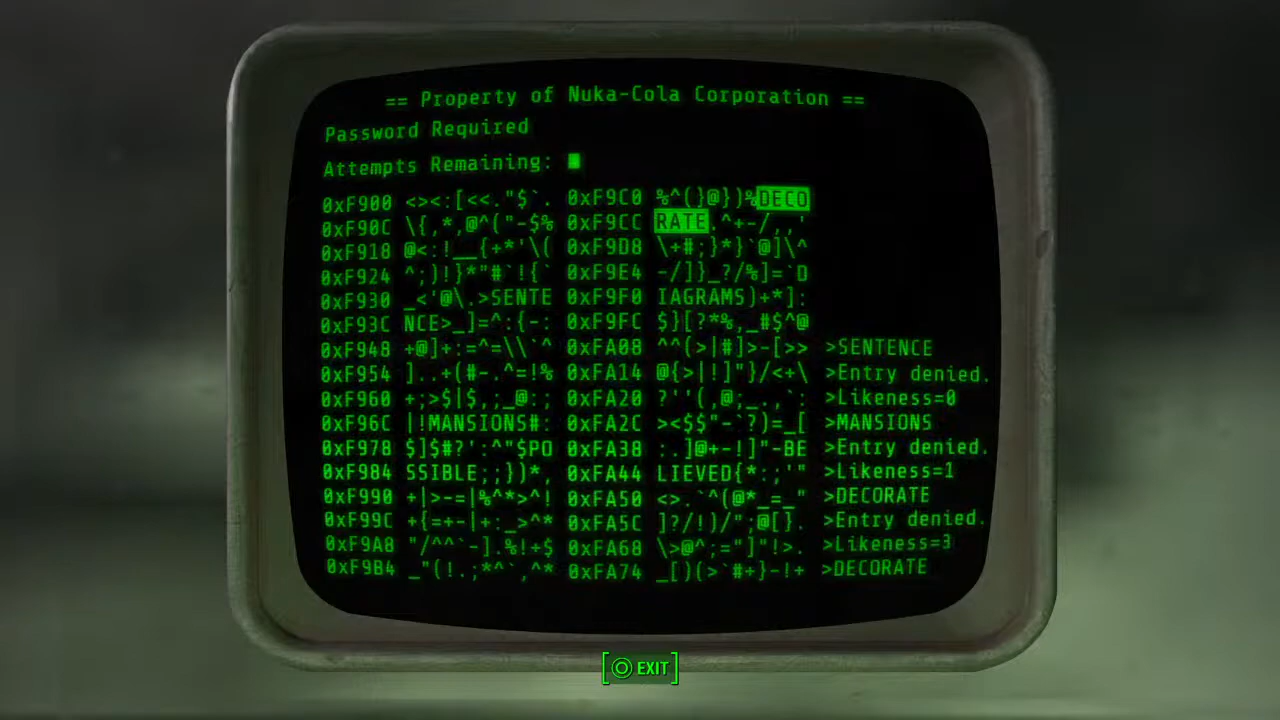 == Property of Nuka-Cola Corporation ==
Password Required
Attempts Remaining: ■
0xF900 <><:[<<."$`. 0xF9C0 %^(}@})%DECO
0xF90C \{,*,@^("-$% 0xF9CC RATE.^+-/,,'
0xF918 @<:!__{+*'\( 0xF9D8 \+#;}*}`@]\^
0xF924 ^;)!}*"#`!{` 0xF9E4 -/]}_?/%]=`D
0xF930 _<'@\.>SENTE 0xF9F0 IAGRAMS)+*]:
0xF93C NCE>_]=^:{-: 0xF9FC $}[?*%,_#$^@
0xF948 +@]+:=^=\\`^ 0xFA08 ^^(>|#]>-[>> >SENTENCE
0xF954 ]..+(#-.^=!% 0xFA14 @{>|!]"}/<+\ >Entry denied.
0xF960 +;>$|$,;_@:; 0xFA20 ?''(,@;_.,`: >Likeness=0
0xF96C |!MANSIONS#: 0xFA2C ><$$"-`?)=_[ >MANSIONS
0xF978 $]$#?':^"$PO 0xFA38 :.]@+-!]"-BE >Entry denied.
0xF984 SSIBLE;;})*, 0xFA44 LIEVED{*:;'" >Likeness=1
0xF990 +|>-=|%^*>^! 0xFA50 <>.`^(@*_=_" >DECORATE
0xF99C +{=+-|+:_>^* 0xFA5C ]?/!)/";@[}. >Entry denied.
0xF9A8 "/^^`-].%!+$ 0xFA68 \>@^;="]"!>. >Likeness=3
0xF9B4 _"(!.;*^`,^* 0xFA74 _[)(>`#+}-!+ >DECORATE
[EXIT]